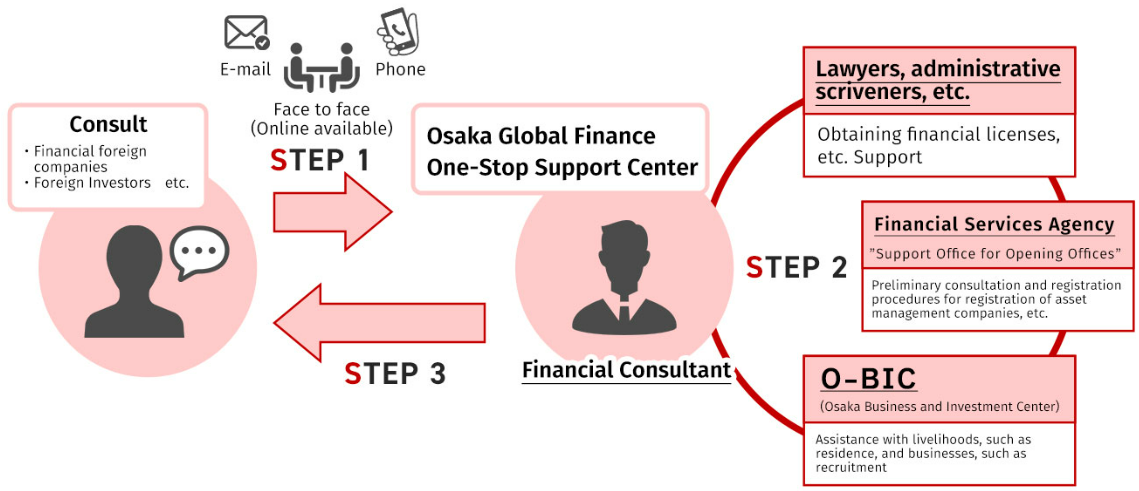 E-mail
Phone
Face to face
(Online available)
STEP 1
Consult
・Financial foreign
companies
・Foreign Investors etc.
Osaka Global Finance
One-Stop Support Center
Financial Consultant
STEP 2
Lawyers, administrative
scriveners, etc.
Obtaining financial licenses,
etc. Support
Financial Services Agency
"Support Office for Opening Offices"
Preliminary consultation and registration
procedures for registration of asset
management companies, etc.
O-BIC
(Osaka Business and Investment Center)
Assistance with livelihoods, such as
residence, and businesses, such as
recruitment
STEP 3